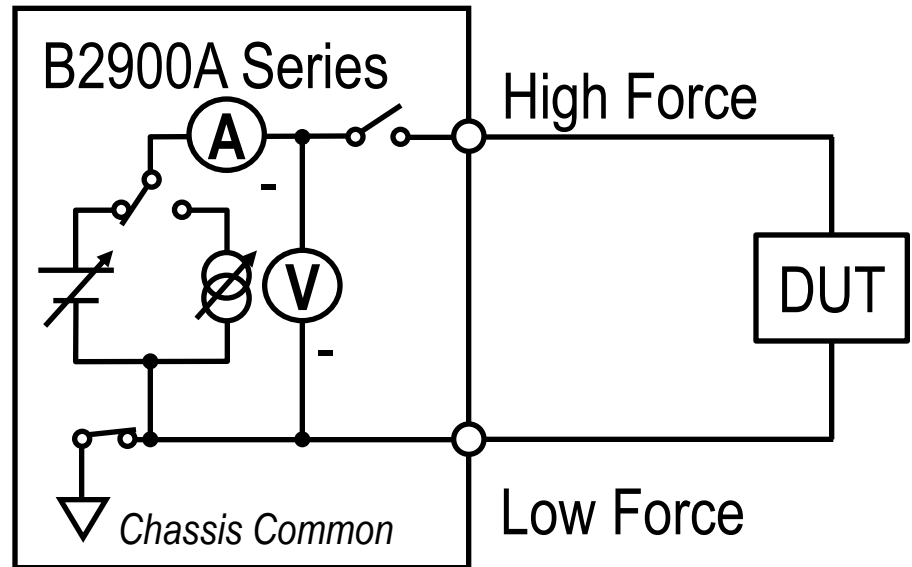 B2900A Series
High Force
A
-
V
DUT
-
Low Force
Chassis Common